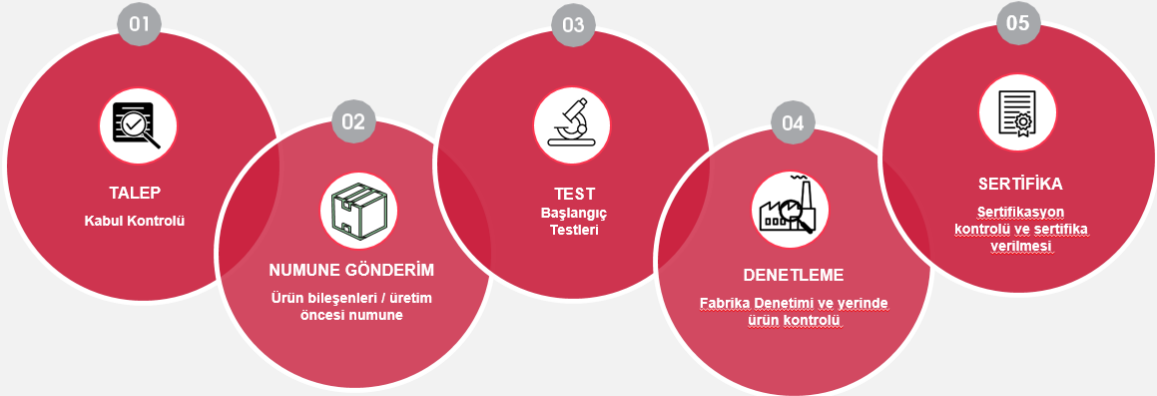 01
TALEP
Kabul Kontrolü
02
NUMUNE GÖNDERİM
Ürün bileşenleri / üretim
öncesi numune
03
TEST
Başlangıç
Testleri
04
DENETLEME
Fabrika Denetimi ve yerinde
ürün kontrolü
05
SERTİFİKA
Sertifikasyon
kontrolü ve sertifika
verilmesi